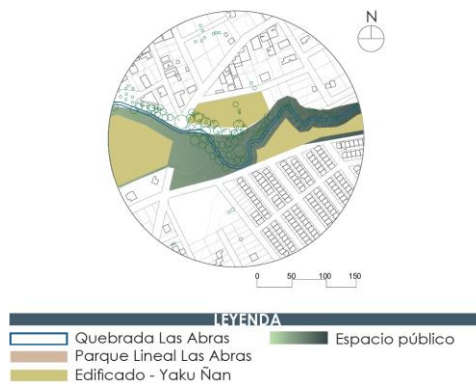 N
0 50 100 150
LEYENDA
Quebrada Las Abras
Espacio público
Parque Lineal Las Abras
Edificado - Yaku Ñan